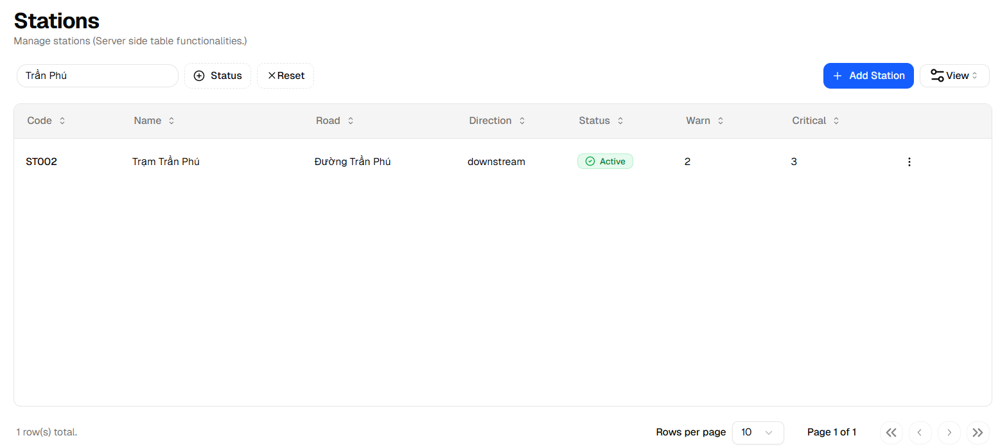 Stations
Manage stations (Server side table functionalities.)
Trần Phú Status Reset Add Station View
Code Name Road Direction Status Warn Critical
ST002 Trạm Trần Phú Đường Trần Phú downstream Active 2 3
1 row(s) total. Rows per page 10 Page 1 of 1